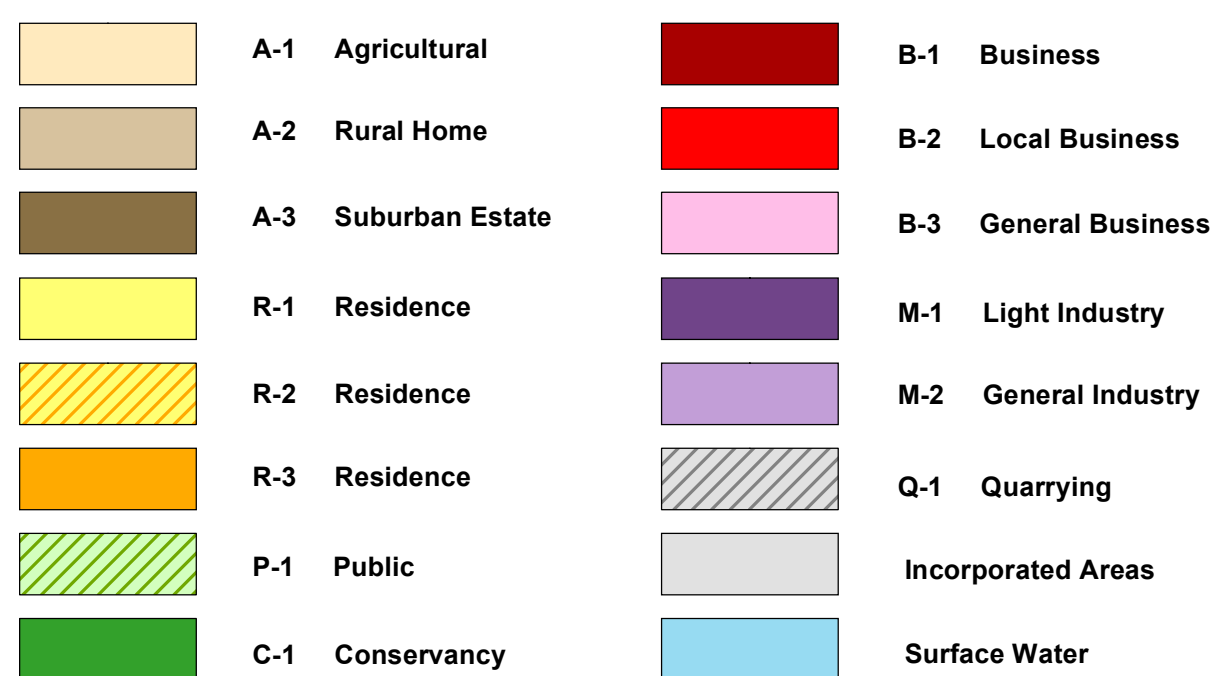 A-1 Agricultural
A-2 Rural Home
A-3 Suburban Estate
R-1 Residence
R-2 Residence
R-3 Residence
P-1 Public
C-1 Conservancy
B-1 Business
B-2 Local Business
B-3 General Business
M-1 Light Industry
M-2 General Industry
Q-1 Quarrying
Incorporated Areas
Surface Water